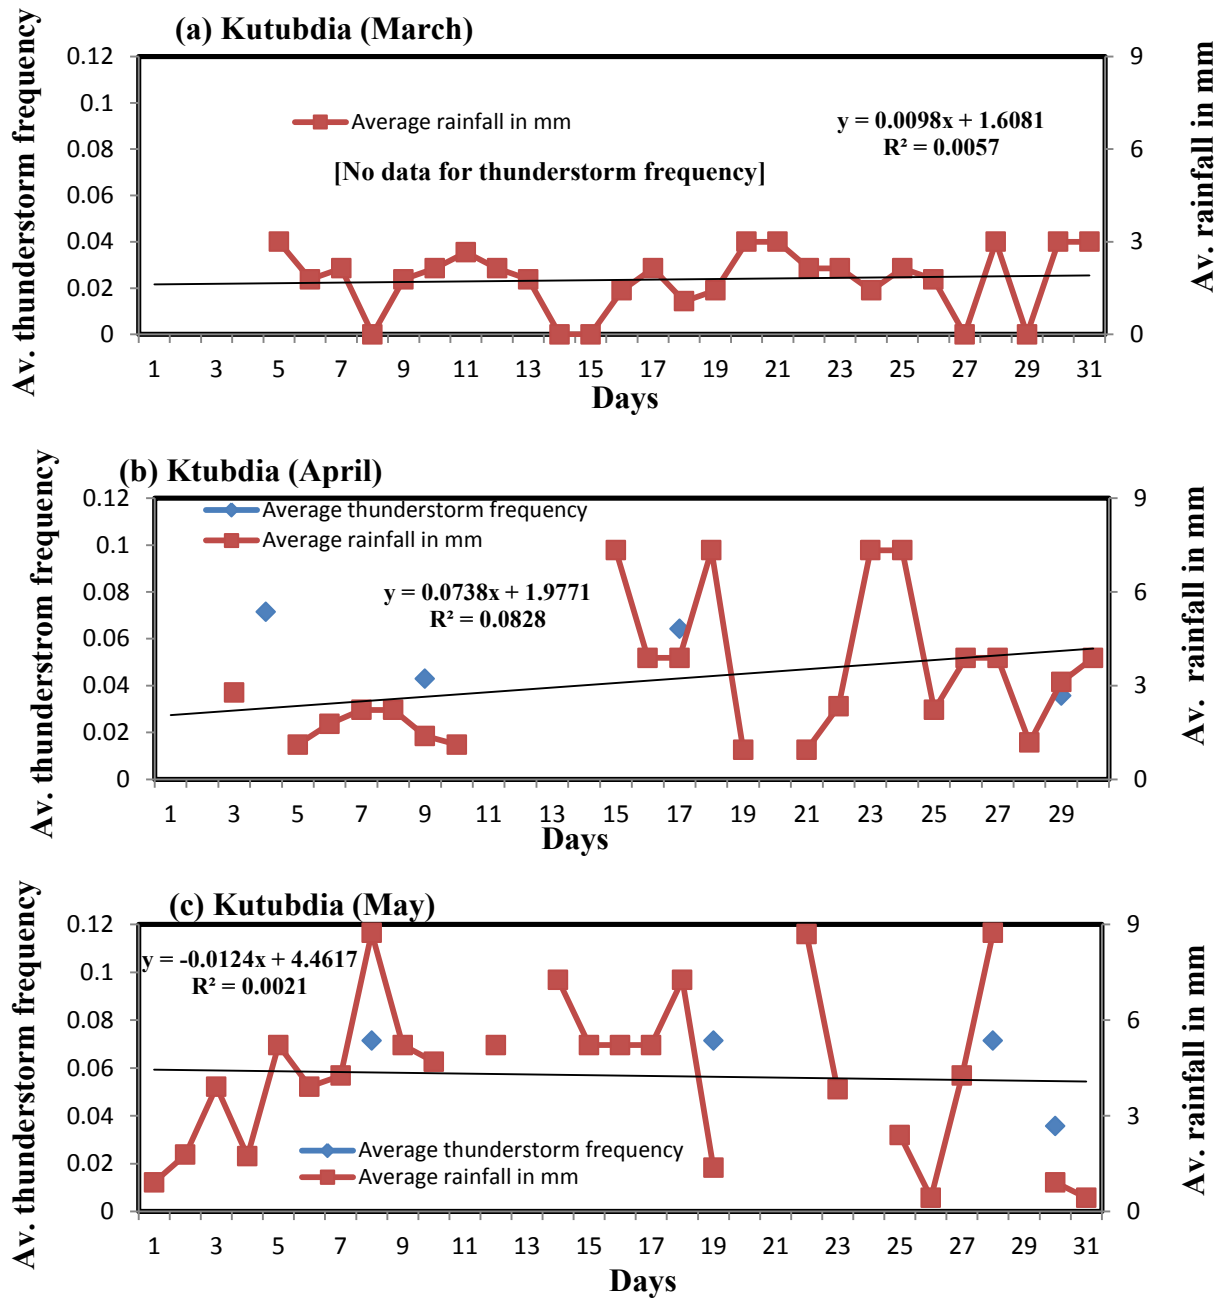 (a) Kutubdia (March)
Av. thunderstorm frequency
0.12
0.1
0.08
0.06
0.04
0.02
0
Average rainfall in mm
y = 0.0098x + 1.6081
R² = 0.0057
[No data for thunderstorm frequency]
9
6
3
0
Av. rainfall in mm
1 3 5 7 9 11 13 15 17 19 21 23 25 27 29 31
Days
(b) Ktubdia (April)
Av. thunderstrom frequency
0.12
0.1
0.08
0.06
0.04
0.02
0
Average thunderstorm frequency
Average rainfall in mm
y = 0.0738x + 1.9771
R² = 0.0828
9
6
3
0
Av. rainfall in mm
1 3 5 7 9 11 13 15 17 19 21 23 25 27 29
Days
(c) Kutubdia (May)
Av. thunderstorm frequency
0.12
0.1
0.08
0.06
0.04
0.02
0
y = -0.0124x + 4.4617
R² = 0.0021
Average thunderstorm frequency
Average rainfall in mm
9
6
3
0
Av. rainfall in mm
1 3 5 7 9 11 13 15 17 19 21 23 25 27 29 31
Days